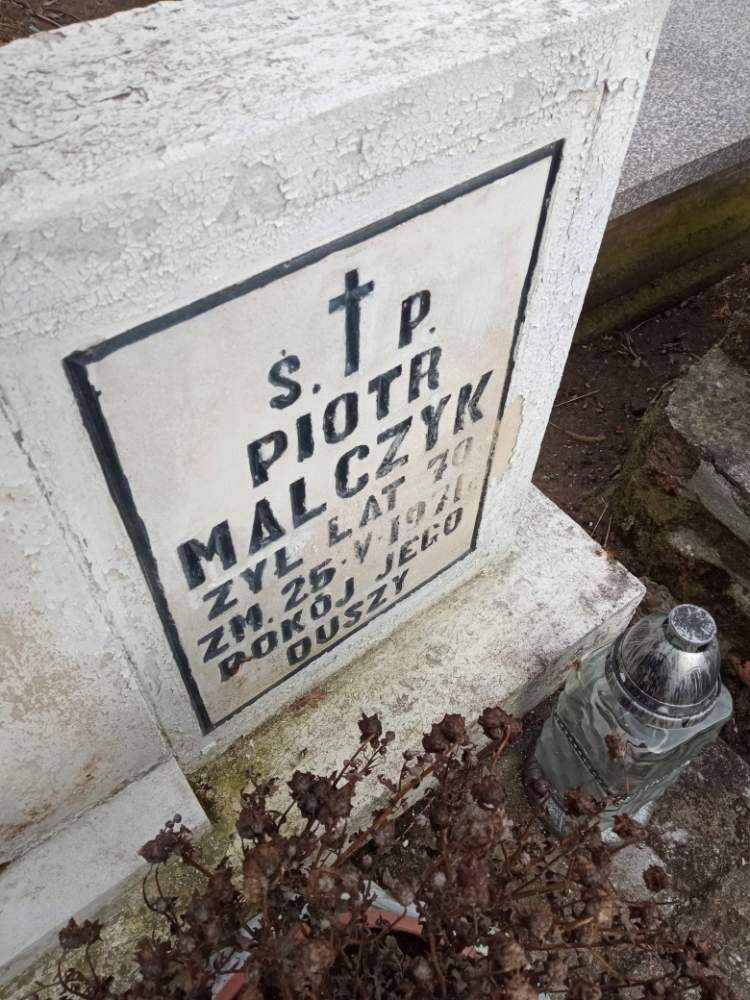 Ś. P.
PIOTR
MALCZYK
ŻYŁ LAT 70
ZM. 25.V.1971.
POKÓJ JEGO
DUSZY